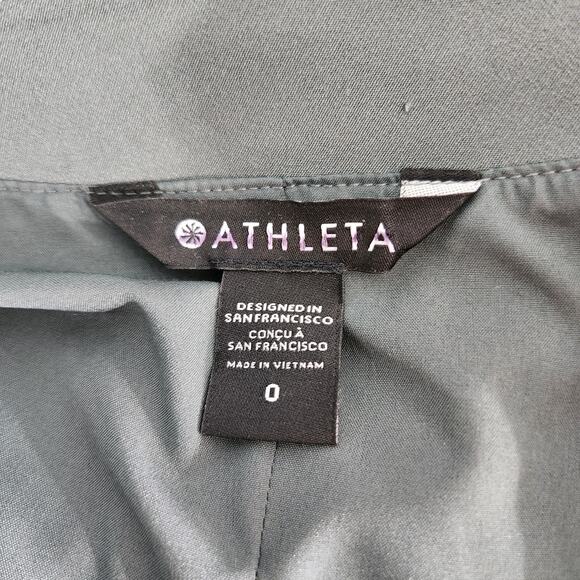 ATHLETA
DESIGNED IN
SAN FRANCISCO
CONÇU À
SAN FRANCISCO
MADE IN VIETNAM
0